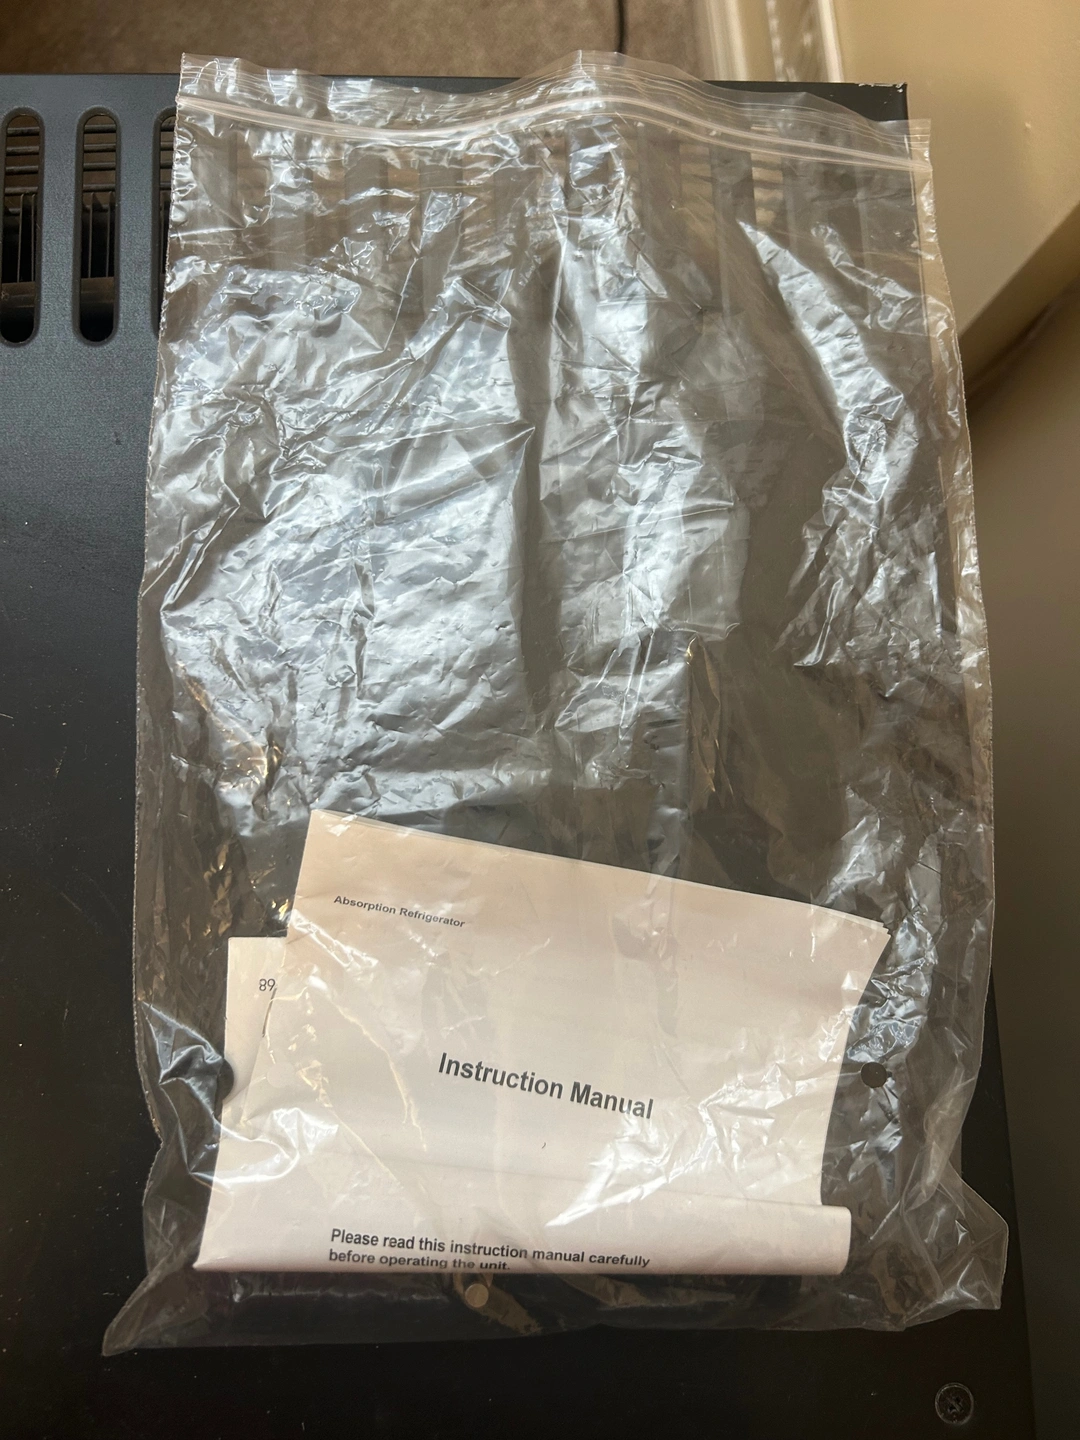 Absorption Refrigerator
89
Instruction Manual
Please read this instruction manual carefully
before operating the unit.